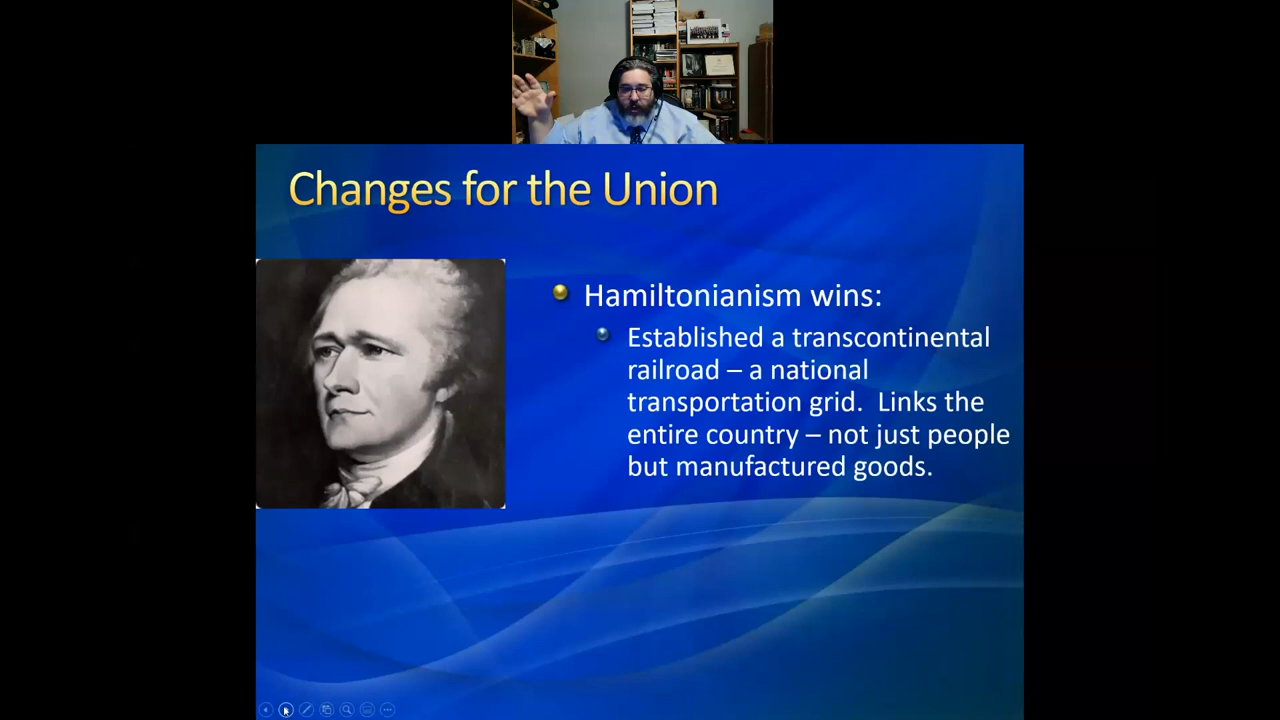 Changes for the Union
Hamiltonianism wins:
Established a transcontinental
railroad – a national
transportation grid.  Links the
entire country – not just people
but manufactured goods.